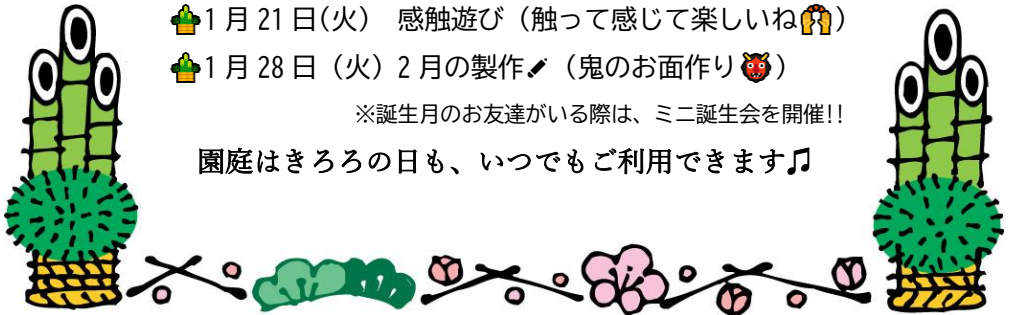 🎍1月21日(火)　感触遊び（触って感じて楽しいね🙌）
🎍1月28日（火）2月の製作✏（鬼のお面作り👹）
※誕生月のお友達がいる際は、ミニ誕生会を開催!!
園庭はきろろの日も、いつでもご利用できます♫